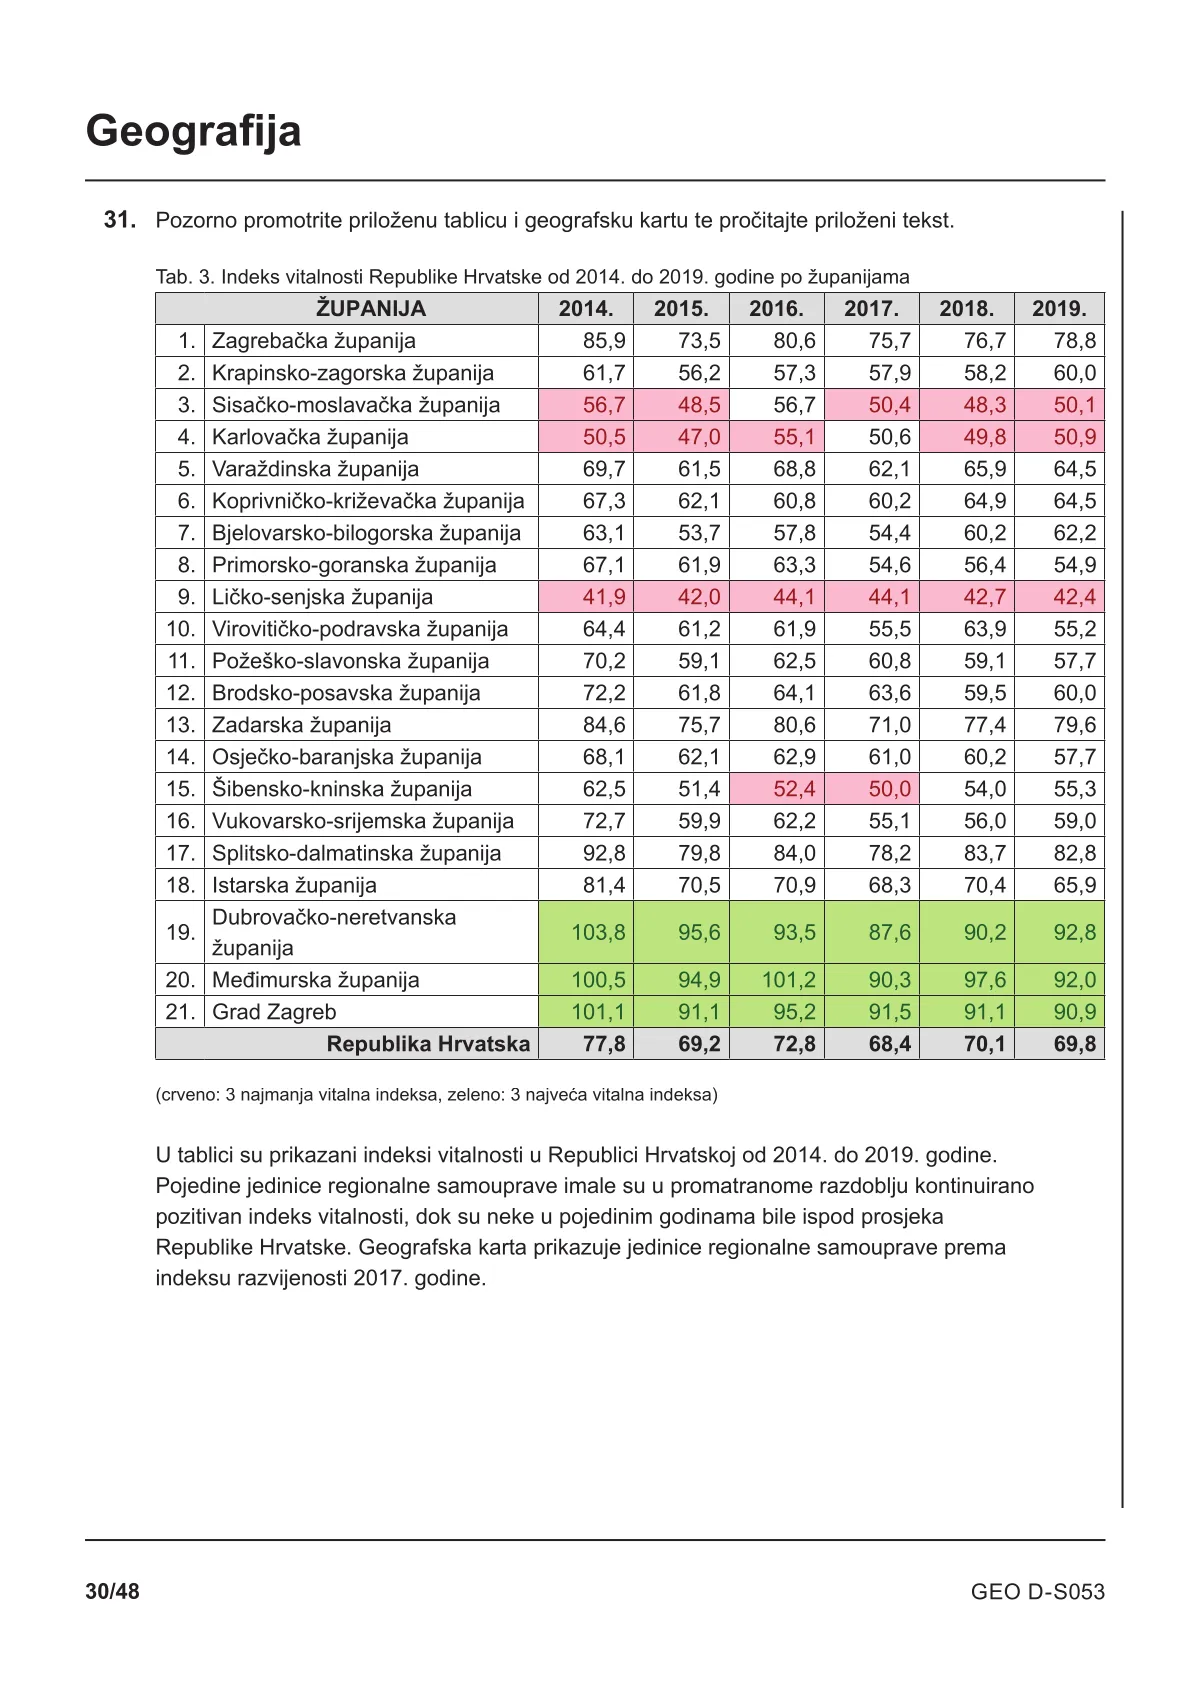 Geografija
31. Pozorno promotrite priloženu tablicu i geografsku kartu te pročitajte priloženi tekst.
Tab. 3. Indeks vitalnosti Republike Hrvatske od 2014. do 2019. godine po županijama
ŽUPANIJA 2014. 2015. 2016. 2017. 2018. 2019.
1. Zagrebačka županija 85,9 73,5 80,6 75,7 76,7 78,8
2. Krapinsko-zagorska županija 61,7 56,2 57,3 57,9 58,2 60,0
3. Sisačko-moslavačka županija 56,7 48,5 56,7 50,4 48,3 50,1
4. Karlovačka županija 50,5 47,0 55,1 50,6 49,8 50,9
5. Varaždinska županija 69,7 61,5 68,8 62,1 65,9 64,5
6. Koprivničko-križevačka županija 67,3 62,1 60,8 60,2 64,9 64,5
7. Bjelovarsko-bilogorska županija 63,1 53,7 57,8 54,4 60,2 62,2
8. Primorsko-goranska županija 67,1 61,9 63,3 54,6 56,4 54,9
9. Ličko-senjska županija 41,9 42,0 44,1 44,1 42,7 42,4
10. Virovitičko-podravska županija 64,4 61,2 61,9 55,5 63,9 55,2
11. Požeško-slavonska županija 70,2 59,1 62,5 60,8 59,1 57,7
12. Brodsko-posavska županija 72,2 61,8 64,1 63,6 59,5 60,0
13. Zadarska županija 84,6 75,7 80,6 71,0 77,4 79,6
14. Osječko-baranjska županija 68,1 62,1 62,9 61,0 60,2 57,7
15. Šibensko-kninska županija 62,5 51,4 52,4 50,0 54,0 55,3
16. Vukovarsko-srijemska županija 72,7 59,9 62,2 55,1 56,0 59,0
17. Splitsko-dalmatinska županija 92,8 79,8 84,0 78,2 83,7 82,8
18. Istarska županija 81,4 70,5 70,9 68,3 70,4 65,9
19. Dubrovačko-neretvanska
županija 103,8 95,6 93,5 87,6 90,2 92,8
20. Međimurska županija 100,5 94,9 101,2 90,3 97,6 92,0
21. Grad Zagreb 101,1 91,1 95,2 91,5 91,1 90,9
Republika Hrvatska 77,8 69,2 72,8 68,4 70,1 69,8
(crveno: 3 najmanja vitalna indeksa, zeleno: 3 najveća vitalna indeksa)
U tablici su prikazani indeksi vitalnosti u Republici Hrvatskoj od 2014. do 2019. godine.
Pojedine jedinice regionalne samouprave imale su u promatranome razdoblju kontinuirano
pozitivan indeks vitalnosti, dok su neke u pojedinim godinama bile ispod prosjeka
Republike Hrvatske. Geografska karta prikazuje jedinice regionalne samouprave prema
indeksu razvijenosti 2017. godine.
30/48
GEO D-S053